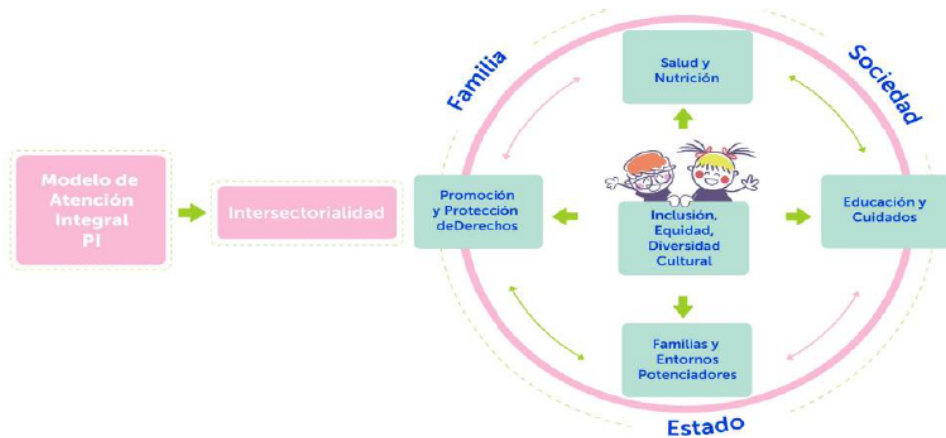 Modelo de
Atención
Integral
PI
Intersectorialidad
Familia
Sociedad
Estado
Salud y
Nutrición
Promoción
y Protección
deDerechos
Inclusión,
Equidad,
Diversidad
Cultural
Educación y
Cuidados
Familias y
Entornos
Potenciadores